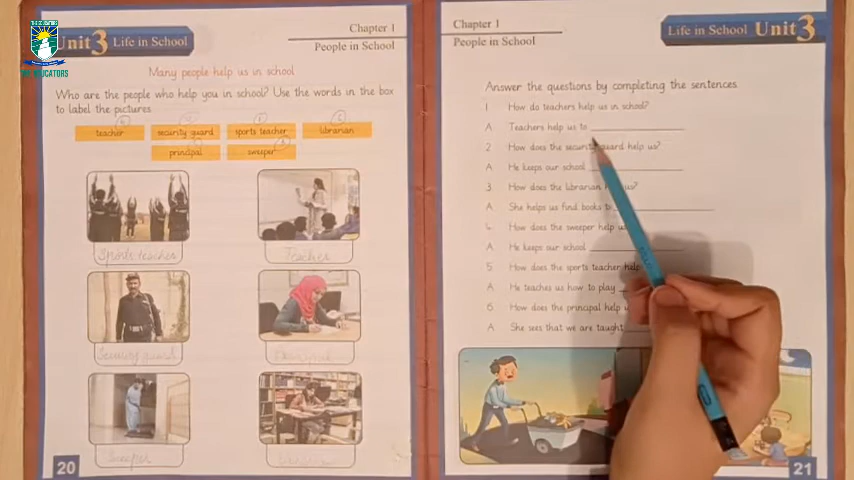 THE EDUCATORS
Unit 3 Life in School
Chapter 1
People in School
Many people help us in school
Who are the people who help you in school? Use the words in the box
to label the pictures.
teacher security guard sports teacher librarian
principal sweeper
Sports teacher Teacher
Security guard Principal
Sweeper
20
Chapter 1
People in School
Life in School Unit 3
Answer the questions by completing the sentences
1 How do teachers help us in school?
A. Teachers help us to
2 How does the security guard help us?
A. He keeps our school
3. How does the librarian us?
A. She helps us find books to
4. How does the sweeper help us
A. He keeps our school
5. How does the sports teacher help
A. He teaches us how to play
6. How does the principal help
A. She sees that we are taught
21